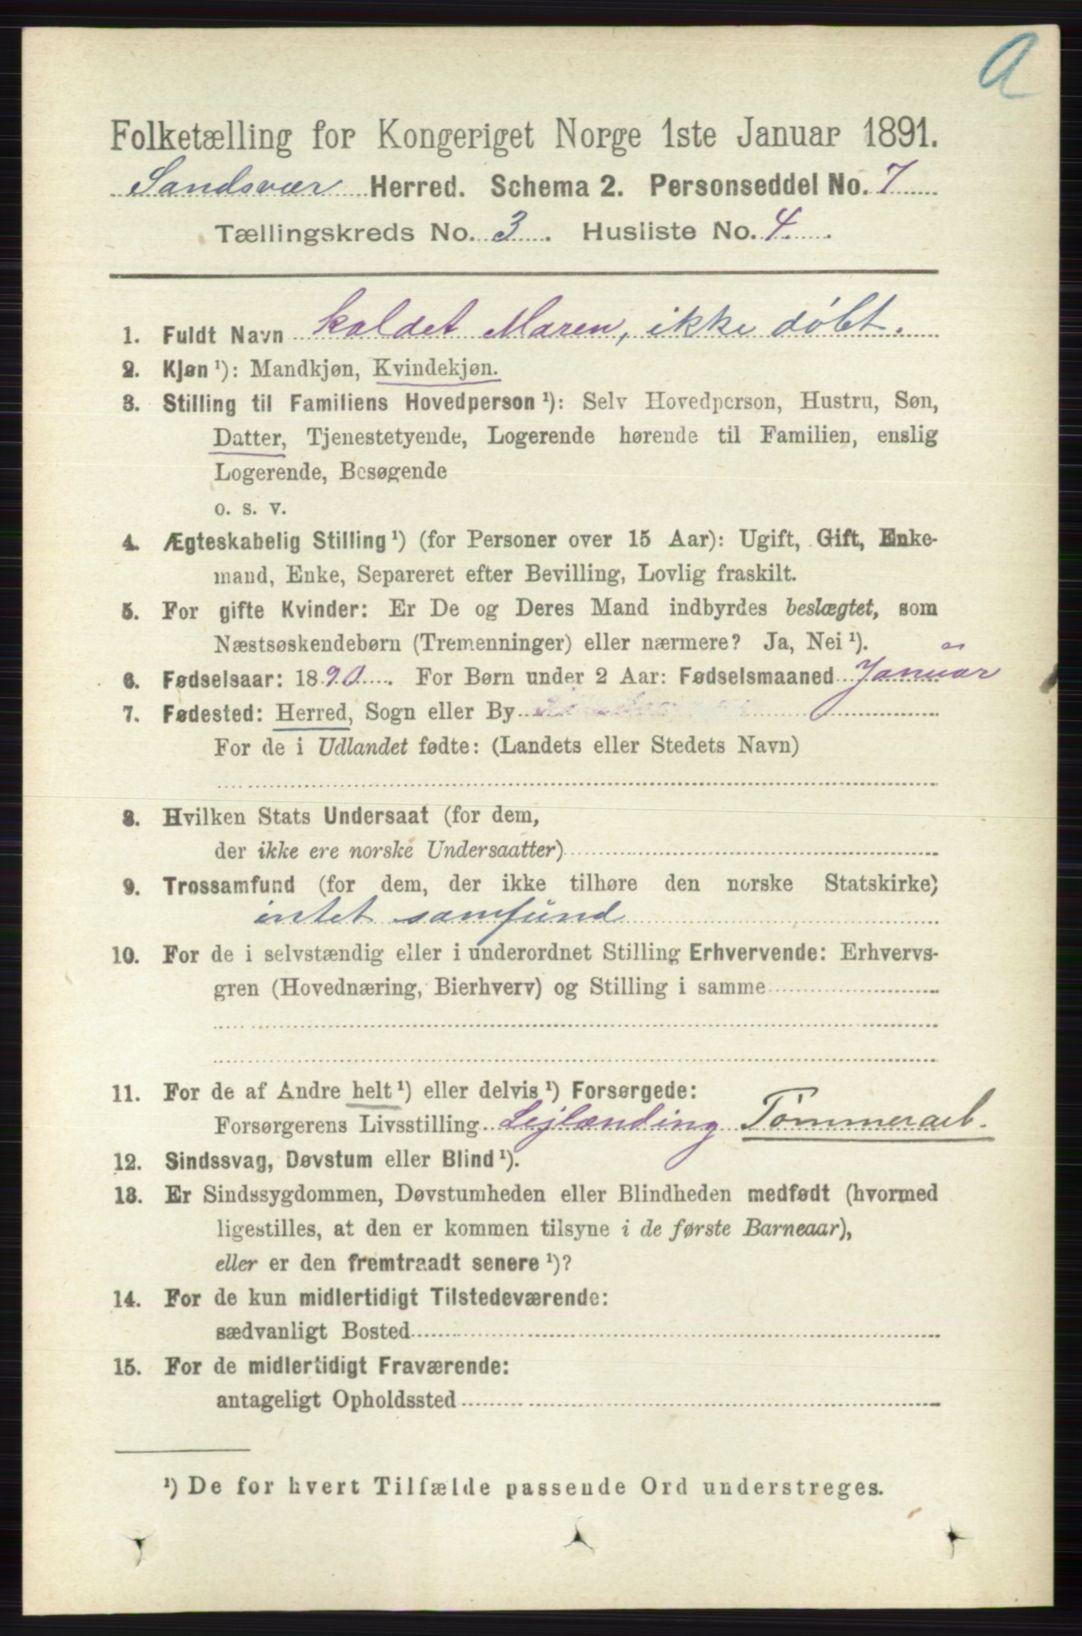 A
Folketælling for Kongeriget Norge 1ste Januar 1891.
Sandsvær Herred. Schema 2. Personseddel No. 7
Tællingskreds No. 3. Husliste No. 4.
1. Fuldt Navn kaldet Maren, ikke døbt.
2. Kjøn ¹): Mandkjøn, Kvindekjøn.
3. Stilling til Familiens Hovedperson ¹): Selv Hovedperson, Hustru, Søn,
Datter, Tjenestetyende, Logerende hørende til Familien, enslig
Logerende, Besøgende
o. s. v.
4. Ægteskabelig Stilling ¹) (for Personer over 15 Aar): Ugift, Gift, Enke-
mand, Enke, Separeret efter Bevilling, Lovlig fraskilt.
5. For gifte Kvinder: Er De og Deres Mand indbyrdes beslægtet, som
Næstsøskendebørn (Tremenninger) eller nærmere? Ja, Nei ¹).
6. Fødselsaar: 1890. For Børn under 2 Aar: Fødselsmaaned Januar
7. Fødested: Herred, Sogn eller By
For de i Udlandet fødte: (Landets eller Stedets Navn)
8. Hvilken Stats Undersaat (for dem,
der ikke ere norske Undersaatter)
9. Trossamfund (for dem, der ikke tilhøre den norske Statskirke)
intet samfund
10. For de i selvstændig eller i underordnet Stilling Erhvervende: Erhvervs-
gren (Hovednæring, Bierhverv) og Stilling i samme
11. For de af Andre helt ¹) eller delvis ¹) Forsørgede:
Forsørgerens Livsstilling Lejlænding Tømmerarb.
12. Sindssvag, Døvstum eller Blind ¹).
13. Er Sindssygdommen, Døvstumheden eller Blindheden medfødt (hvormed
ligestilles, at den er kommen tilsyne i de første Barneaar),
eller er den fremtraadt senere ¹)?
14. For de kun midlertidigt Tilstedeværende:
sædvanligt Bosted
15. For de midlertidigt Fraværende:
antageligt Opholdssted
¹) De for hvert Tilfælde passende Ord understreges.